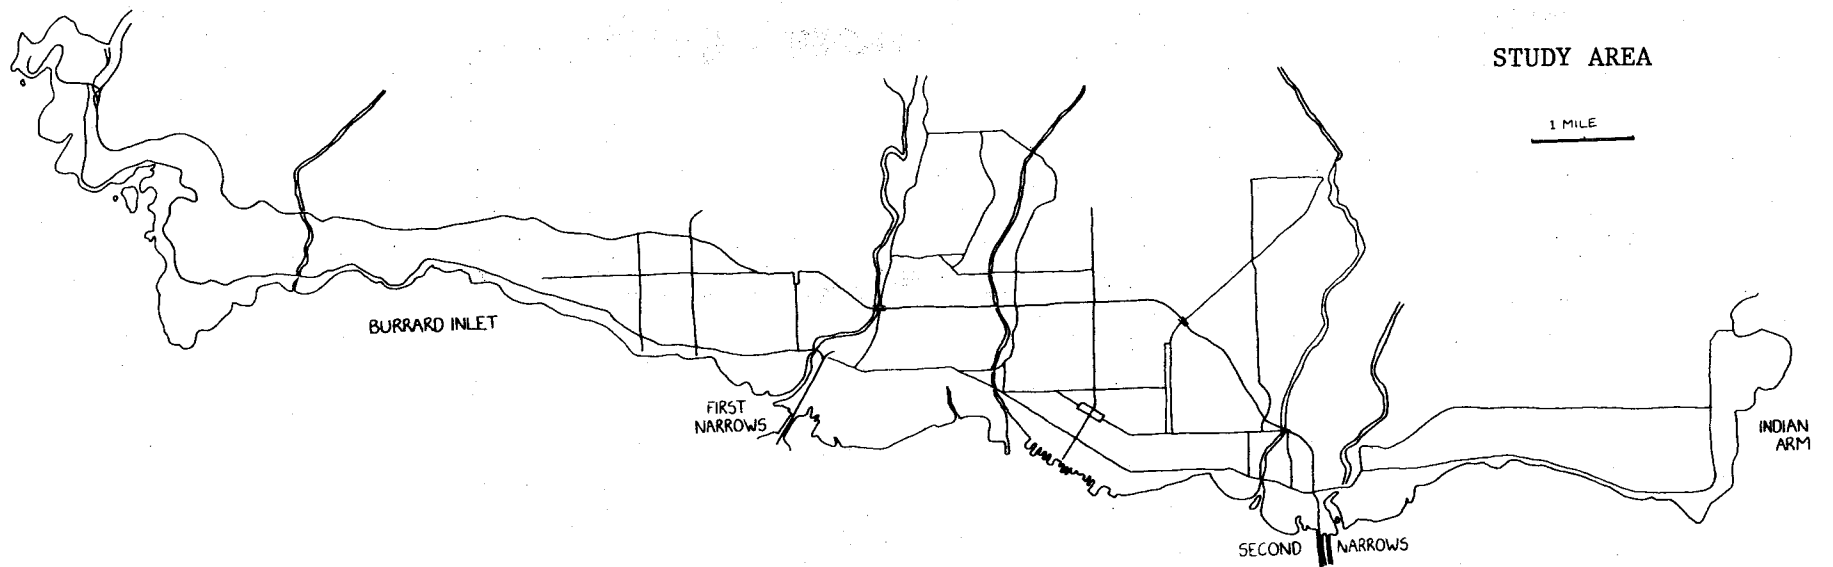 STUDY AREA
1 MILE
BURRARD INLET
FIRST
NARROWS
INDIAN
ARM
SECOND NARROWS